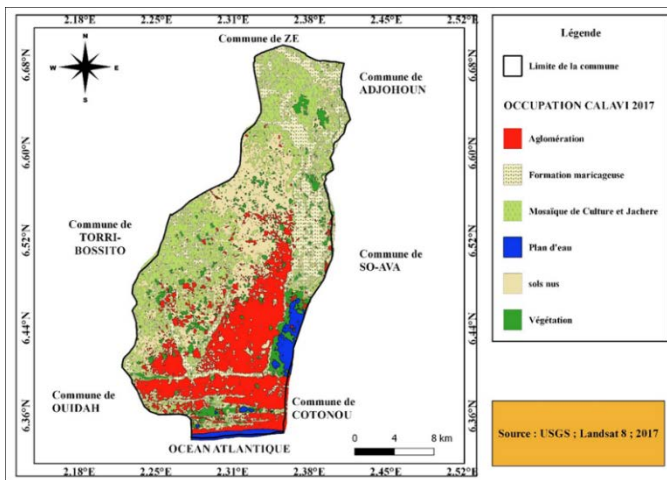 2.18°E 2.25°E 2.31°E 2.38°E 2.45°E 2.52°E
Commune de ZE
N
W E
S
Commune de
ADJOHOUN
6.68°N
6.60°N
6.52°N
6.44°N
6.36°N
Commune de
TORRI-
BOSSITO
Commune de
SO-AVA
Commune de
OUIDAH
Commune de
COTONOU
OCEAN ATLANTIQUE
0 4 8 km
6.68°N
6.60°N
6.52°N
6.44°N
6.36°N
2.18°E 2.25°E 2.31°E 2.38°E 2.45°E 2.52°E
Légende
Limite de la commune
OCCUPATION CALAVI 2017
Aglomération
Formation maricageuse
Mosaïque de Culture et Jachere
Plan d'eau
sols nus
Végétation
Source : USGS ; Landsat 8 ; 2017